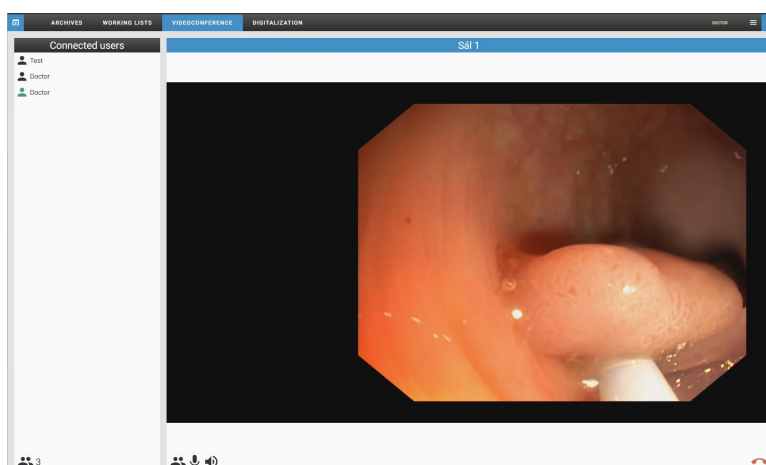 ARCHIVES WORKING LISTS VIDEOCONFERENCE DIGITALIZATION DOCTOR
Connected users
Sál 1
Test
Doctor
Doctor
3